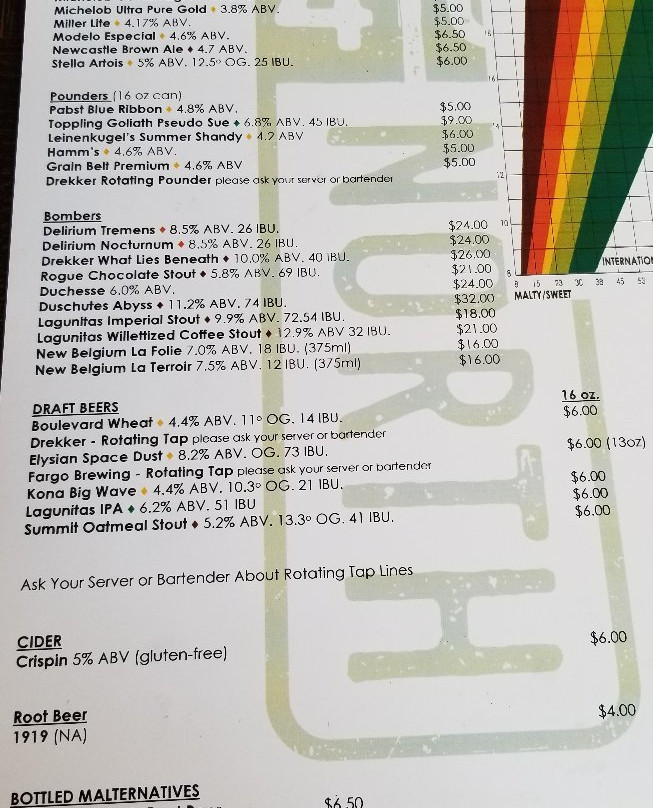 Michelob Ultra Pure Gold ♦ 3.8% ABV. $5.00
Miller Lite ♦ 4.17% ABV. $5.00
Modelo Especial ♦ 4.6% ABV. $6.50
Newcastle Brown Ale ♦ 4.7 ABV. $6.50
Stella Artois ♦ 5% ABV. 12.5° OG. 25 IBU. $6.00
Pounders (16 oz can)
Pabst Blue Ribbon ♦ 4.8% ABV. $5.00
Toppling Goliath Pseudo Sue ♦ 6.8% ABV. 45 IBU. $9.00
Leinenkugel's Summer Shandy ♦ 4.2 ABV $6.00
Hamm's ♦ 4.6% ABV. $5.00
Grain Belt Premium ♦ 4.6% ABV $5.00
Drekker Rotating Pounder please ask your server or bartender
Bombers
Delirium Tremens ♦ 8.5% ABV. 26 IBU. $24.00
Delirium Nocturnum ♦ 8.5% ABV. 26 IBU. $24.00
Drekker What Lies Beneath ♦ 10.0% ABV. 40 IBU. $26.00
Rogue Chocolate Stout ♦ 5.8% ABV. 69 IBU. $21.00
Duchesse 6.0% ABV. $24.00
Duschutes Abyss ♦ 11.2% ABV. 74 IBU. $32.00
Lagunitas Imperial Stout ♦ 9.9% ABV. 72.54 IBU. $18.00
Lagunitas Willettized Coffee Stout ♦ 12.9% ABV 32 IBU. $21.00
New Belgium La Folie 7.0% ABV. 18 IBU. (375ml) $16.00
New Belgium La Terroir 7.5% ABV. 12 IBU. (375ml) $16.00
DRAFT BEERS 16 oz.
Boulevard Wheat ♦ 4.4% ABV. 11° OG. 14 IBU. $6.00
Drekker - Rotating Tap please ask your server or bartender
Elysian Space Dust ♦ 8.2% ABV. OG. 73 IBU. $6.00 (13oz)
Fargo Brewing - Rotating Tap please ask your server or bartender
Kona Big Wave ♦ 4.4% ABV. 10.3° OG. 21 IBU. $6.00
Lagunitas IPA ♦ 6.2% ABV. 51 IBU $6.00
Summit Oatmeal Stout ♦ 5.2% ABV. 13.3° OG. 41 IBU. $6.00
Ask Your Server or Bartender About Rotating Tap Lines
CIDER
Crispin 5% ABV (gluten-free) $6.00
Root Beer $4.00
1919 (NA)
BOTTLED MALTERNATIVES
$6.50
NORTH
16
14
12
10
8
8 15 23 30 38 45 53
INTERNATIO
MALTY/SWEET